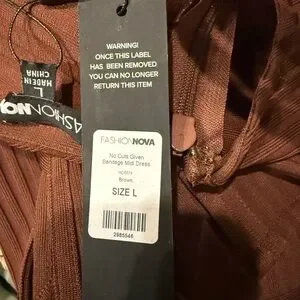 WARNING!
ONCE THIS LABEL
HAS BEEN REMOVED
YOU CAN NO LONGER
RETURN THIS ITEM
FASHIONNOVA
No Cuts Given
Bandage Midi Dress
Brown
SIZE L
2985546
L
MADE IN
CHINA
FASHIONNOVA